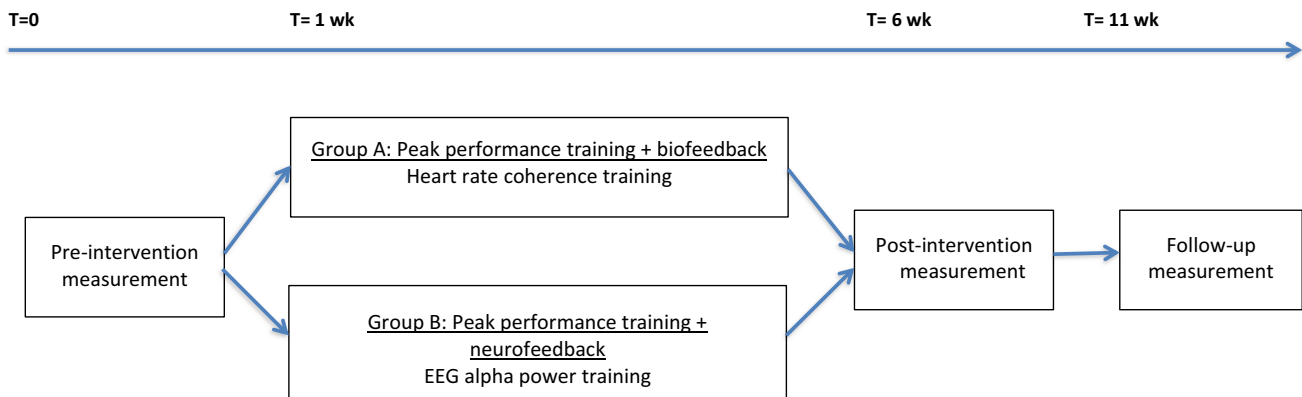 T=0 T= 1 wk T= 6 wk T= 11 wk
Group A: Peak performance training + biofeedback
Heart rate coherence training
Pre-intervention
measurement
Post-intervention
measurement
Follow-up
measurement
Group B: Peak performance training +
neurofeedback
EEG alpha power training